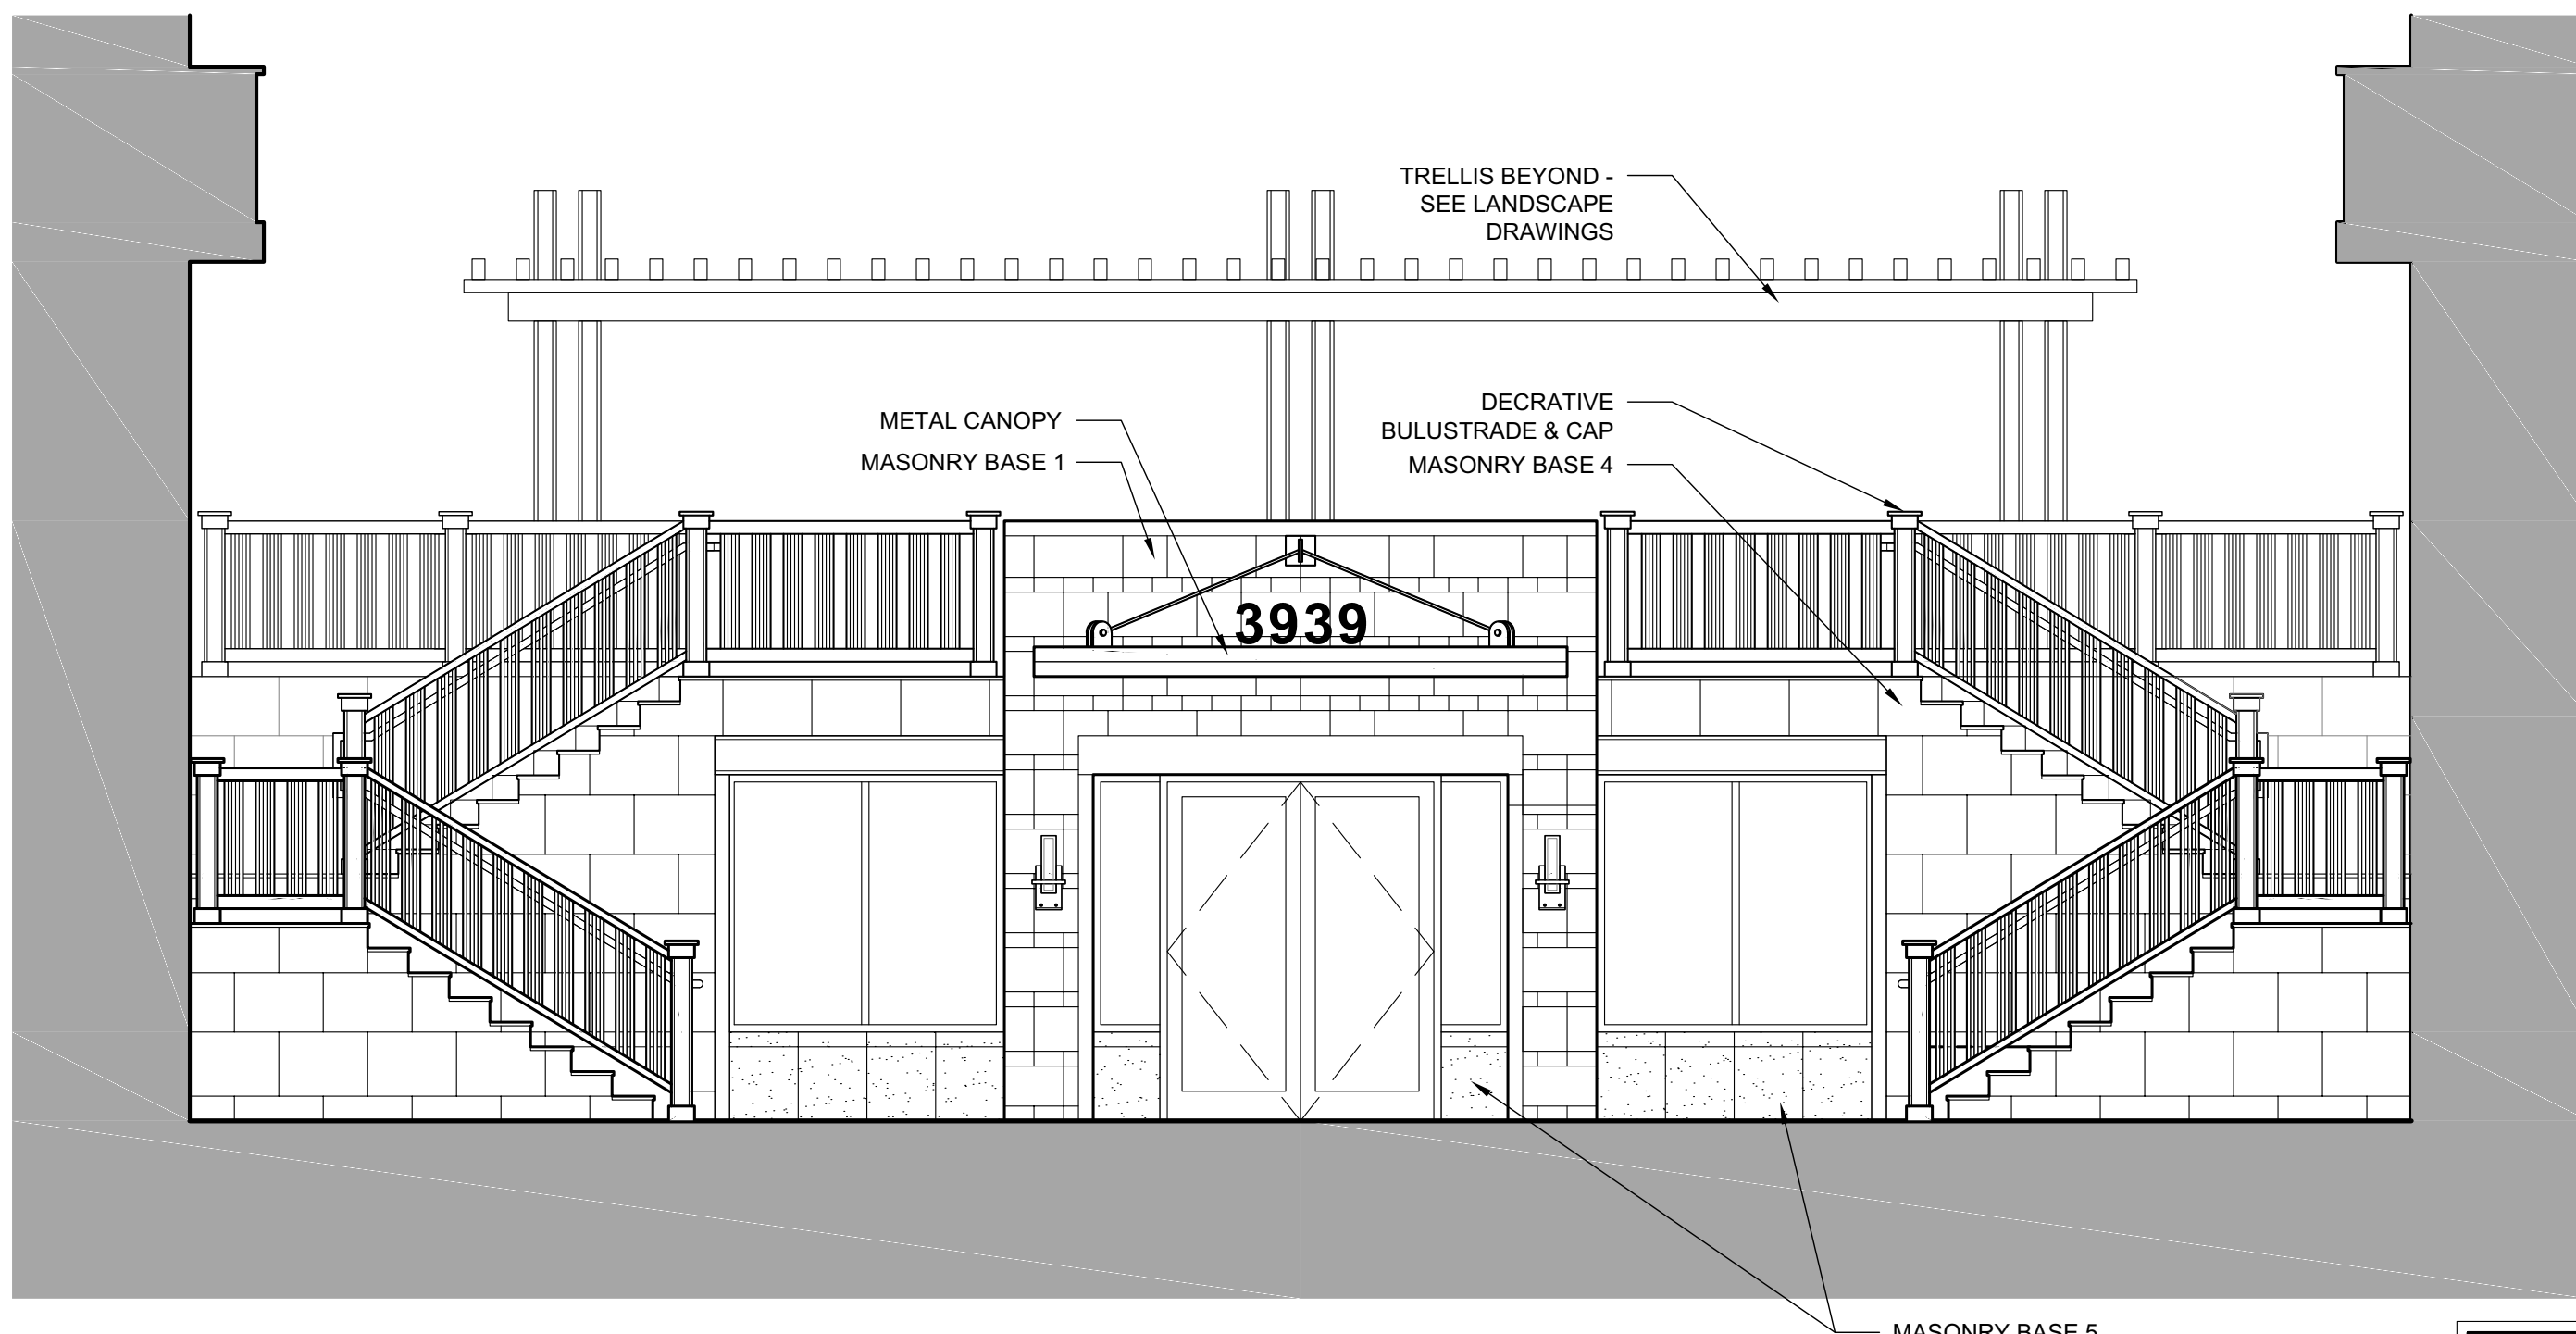 TRELLIS BEYOND -
SEE LANDSCAPE
DRAWINGS
METAL CANOPY
MASONRY BASE 1
DECRATIVE
BULUSTRADE & CAP
MASONRY BASE 4
3939
MASONRY BASE 5